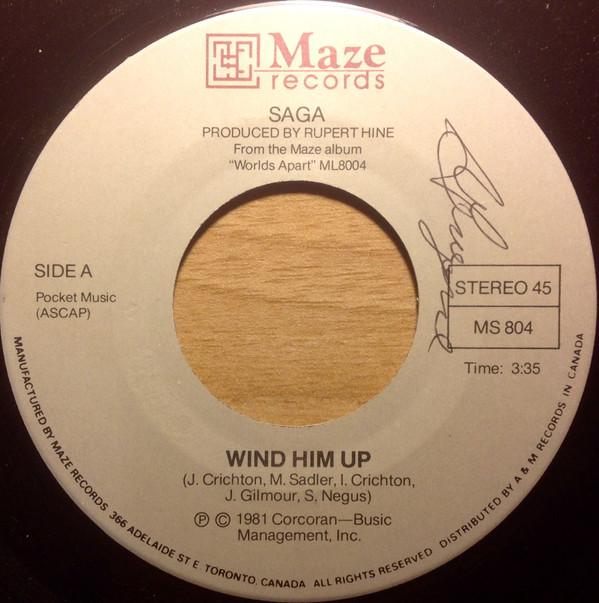 Maze
records
SAGA
PRODUCED BY RUPERT HINE
From the Maze album
"Worlds Apart" ML8004
SIDE A
Pocket Music
(ASCAP)
STEREO 45
MS 804
Time: 3:35
WIND HIM UP
(J. Crichton, M. Sadler, I. Crichton,
J. Gilmour, S. Negus)
Ⓟ © 1981 Corcoran—Busic
Management, Inc.
MANUFACTURED BY MAZE RECORDS 366 ADELAIDE ST E. TORONTO, CANADA ALL RIGHTS RESERVED DISTRIBUTED BY A & M RECORDS IN CANADA